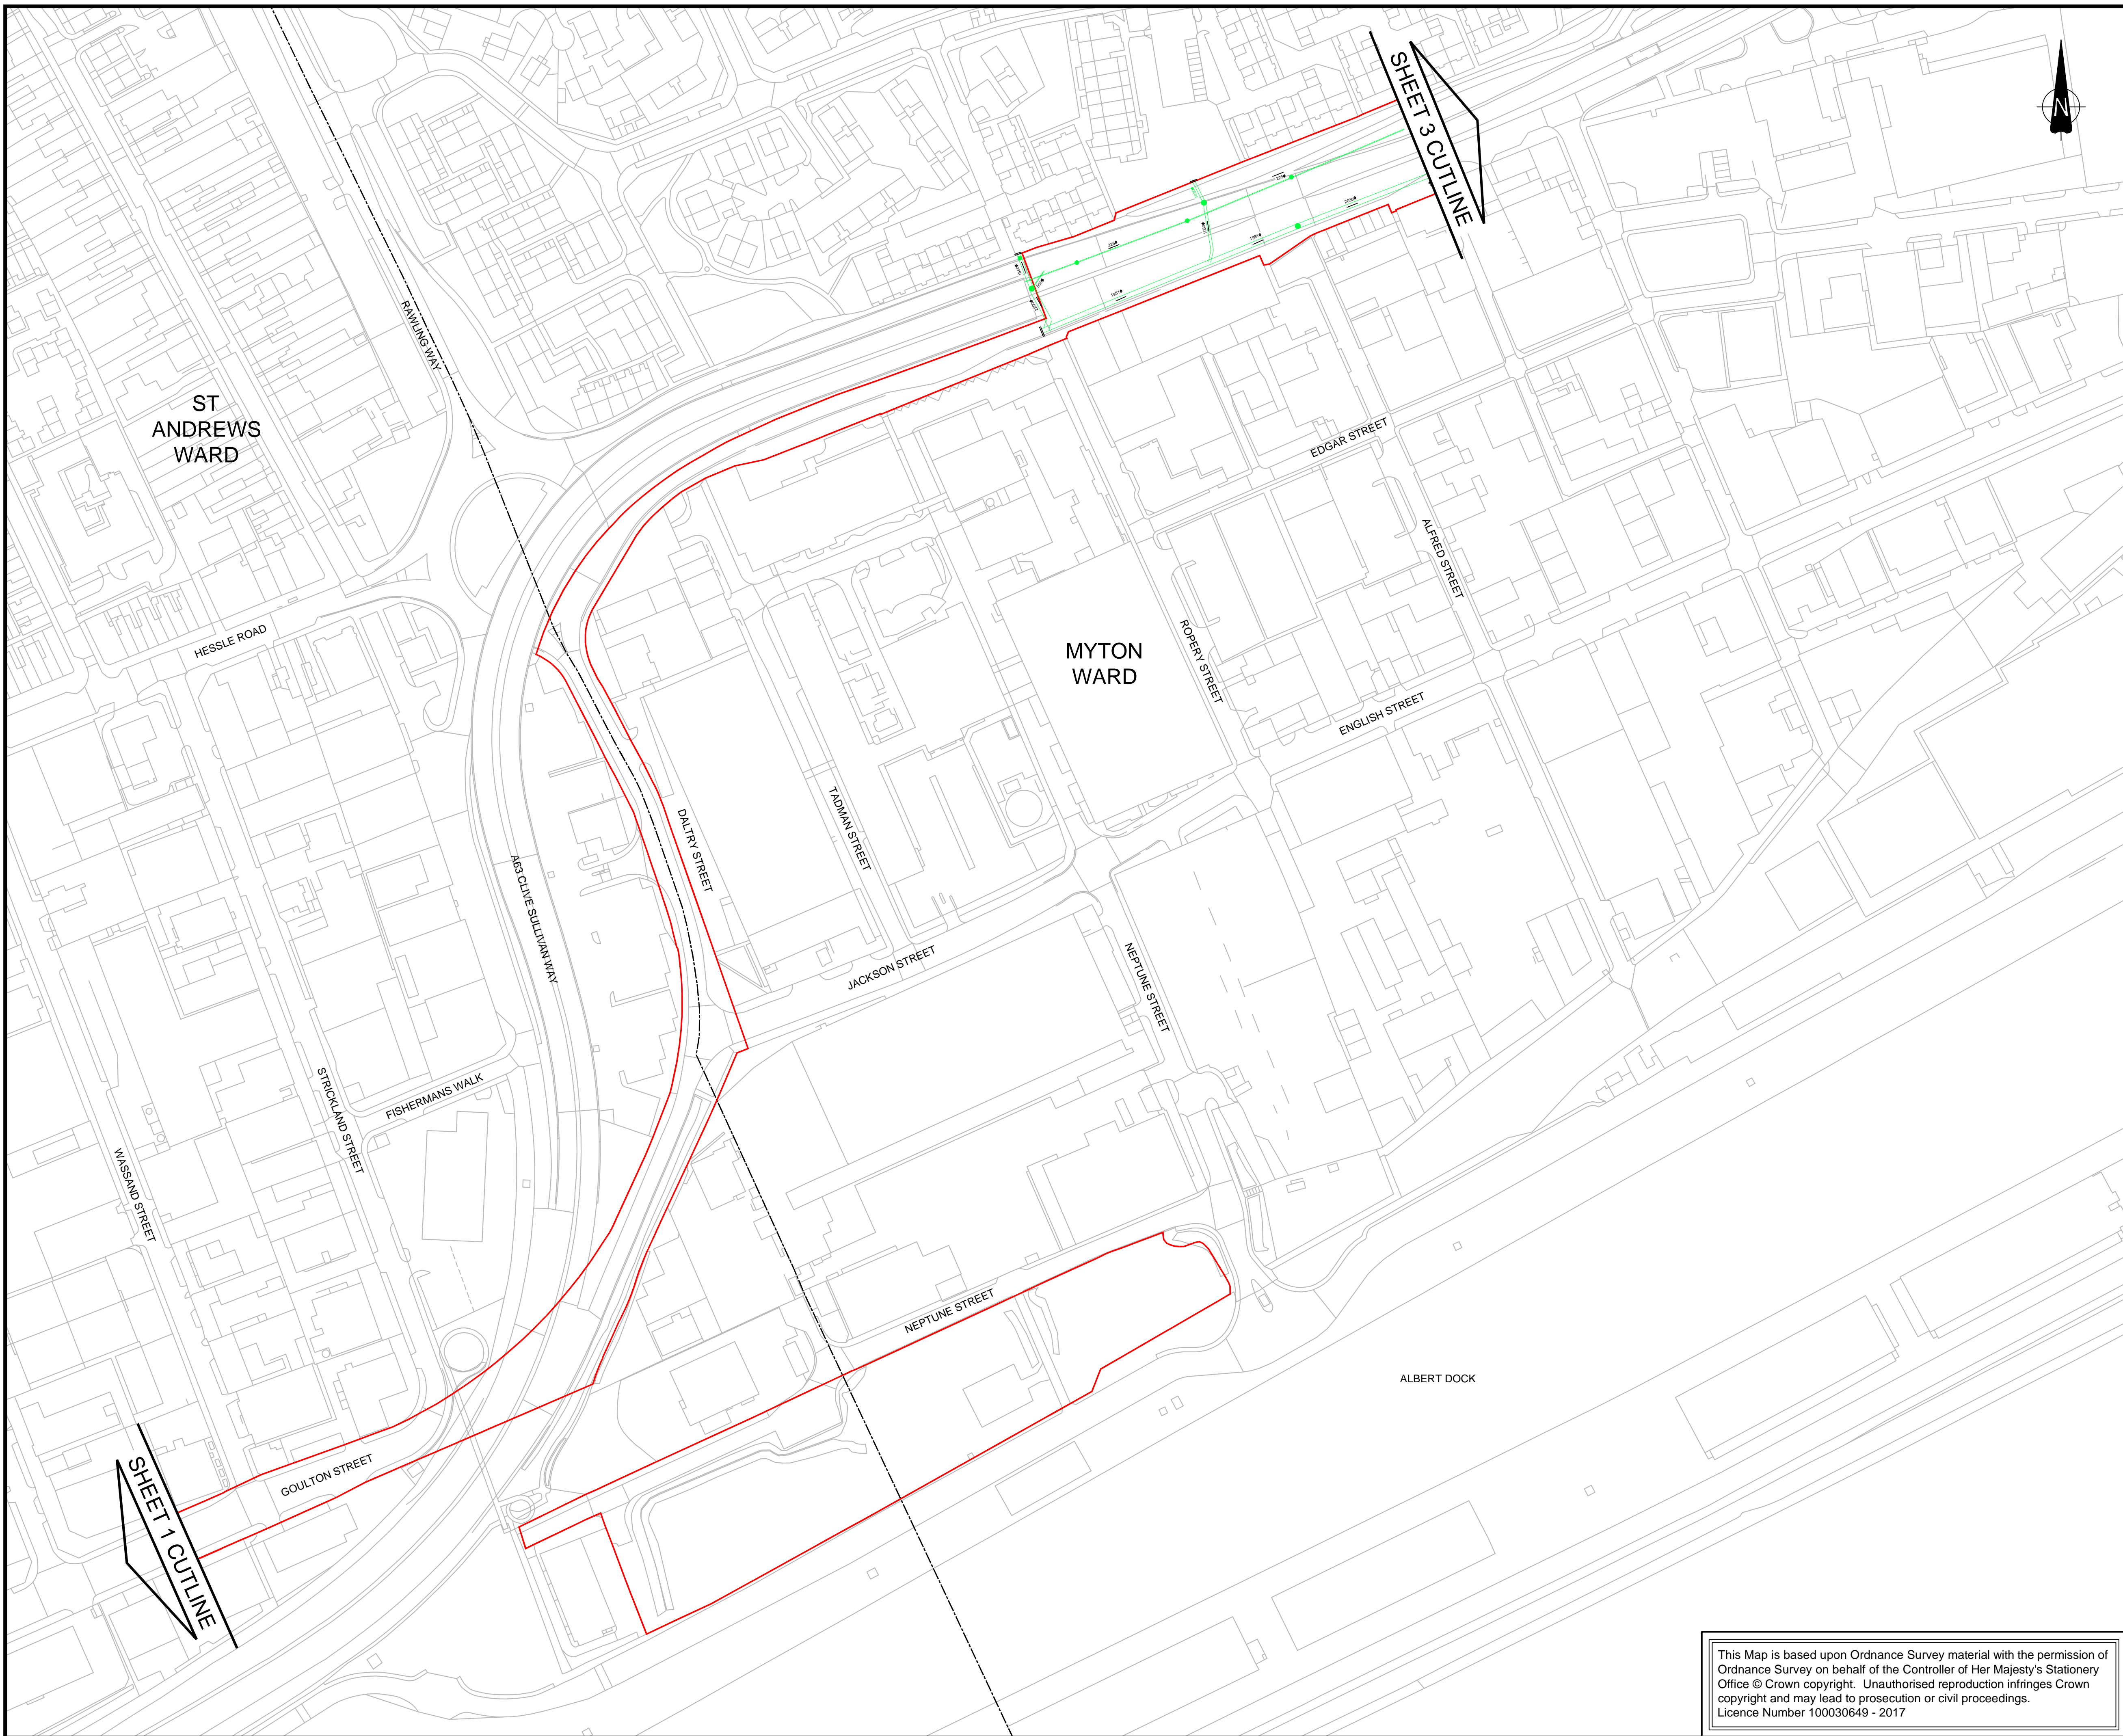 SHEET 3 CUTLINE
N
RAWLING WAY
ST
ANDREWS
WARD
EDGAR STREET
ALFRED STREET
HESSLE ROAD
MYTON
WARD
ROPERY STREET
ENGLISH STREET
DALTRY STREET
TADMAN STREET
A63 CLIVE SULLIVAN WAY
JACKSON STREET
NEPTUNE STREET
FISHERMANS WALK
STRICKLAND STREET
WASSAND STREET
NEPTUNE STREET
ALBERT DOCK
GOULTON STREET
SHEET 1 CUTLINE
This Map is based upon Ordnance Survey material with the permission of
Ordnance Survey on behalf of the Controller of Her Majesty's Stationery
Office © Crown copyright. Unauthorised reproduction infringes Crown
copyright and may lead to prosecution or civil proceedings.
Licence Number 100030649 - 2017